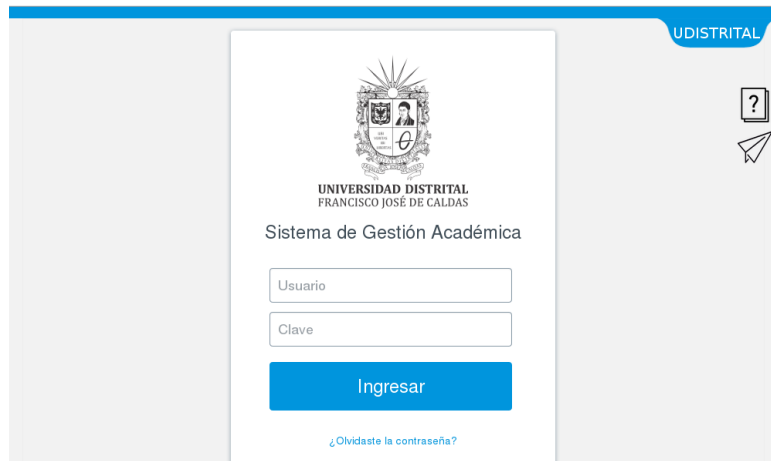 UDISTRITAL
?
UNIVERSIDAD DISTRITAL
FRANCISCO JOSÉ DE CALDAS
Sistema de Gestión Académica
Usuario
Clave
Ingresar
¿Olvidaste la contraseña?